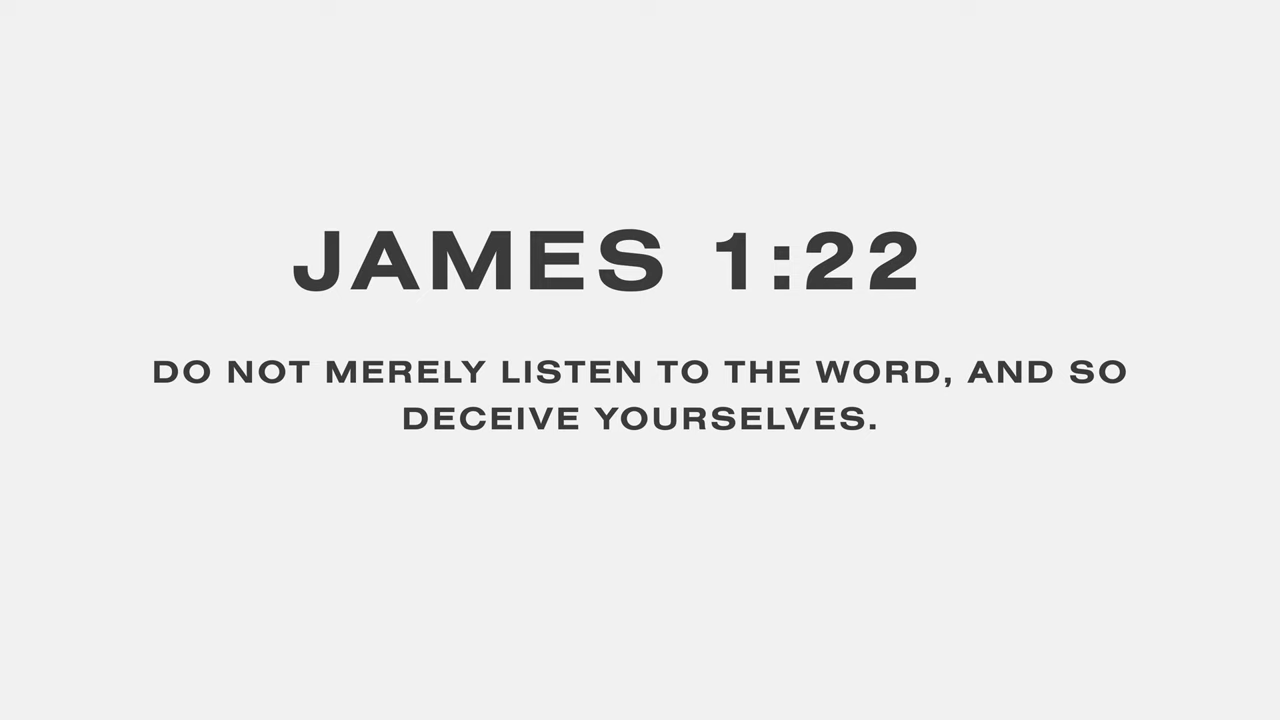 JAMES 1:22
DO NOT MERELY LISTEN TO THE WORD, AND SO
DECEIVE YOURSELVES.